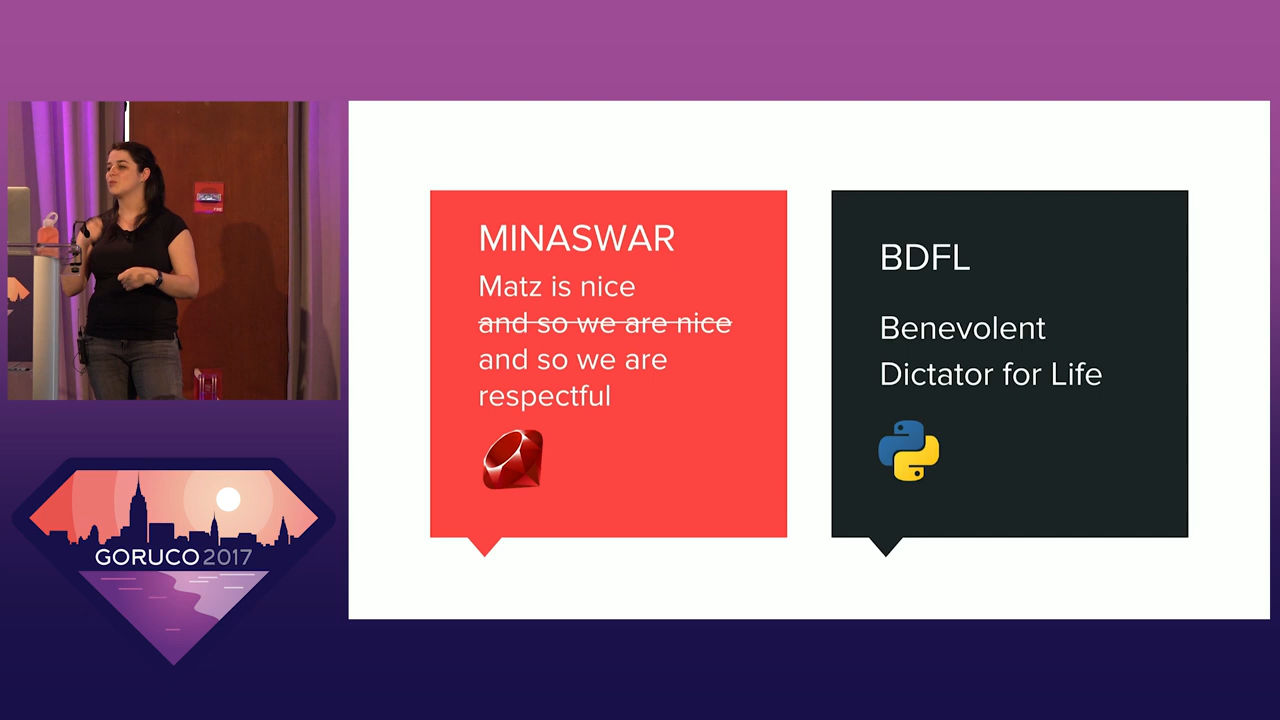 MINASWAR
Matz is nice
and so we are nice
and so we are
respectful
BDFL
Benevolent
Dictator for Life
GORUCO 2017
FIRE